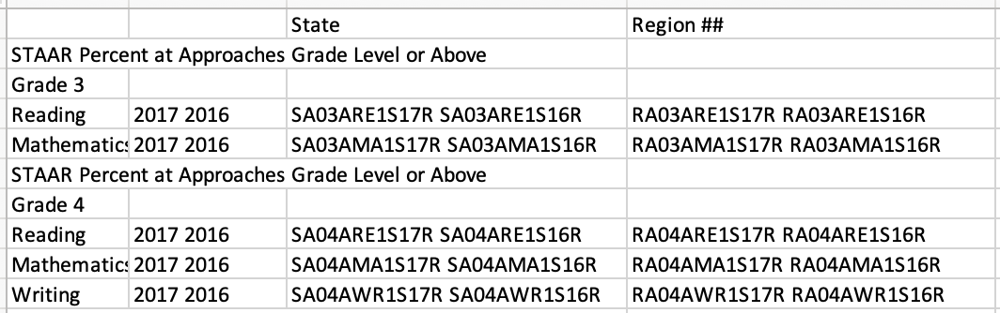 State Region ##
STAAR Percent at Approaches Grade Level or Above
Grade 3
Reading 2017 2016 SA03ARE1S17R SA03ARE1S16R RA03ARE1S17R RA03ARE1S16R
Mathematics 2017 2016 SA03AMA1S17R SA03AMA1S16R RA03AMA1S17R RA03AMA1S16R
STAAR Percent at Approaches Grade Level or Above
Grade 4
Reading 2017 2016 SA04ARE1S17R SA04ARE1S16R RA04ARE1S17R RA04ARE1S16R
Mathematics 2017 2016 SA04AMA1S17R SA04AMA1S16R RA04AMA1S17R RA04AMA1S16R
Writing 2017 2016 SA04AWR1S17R SA04AWR1S16R RA04AWR1S17R RA04AWR1S16R